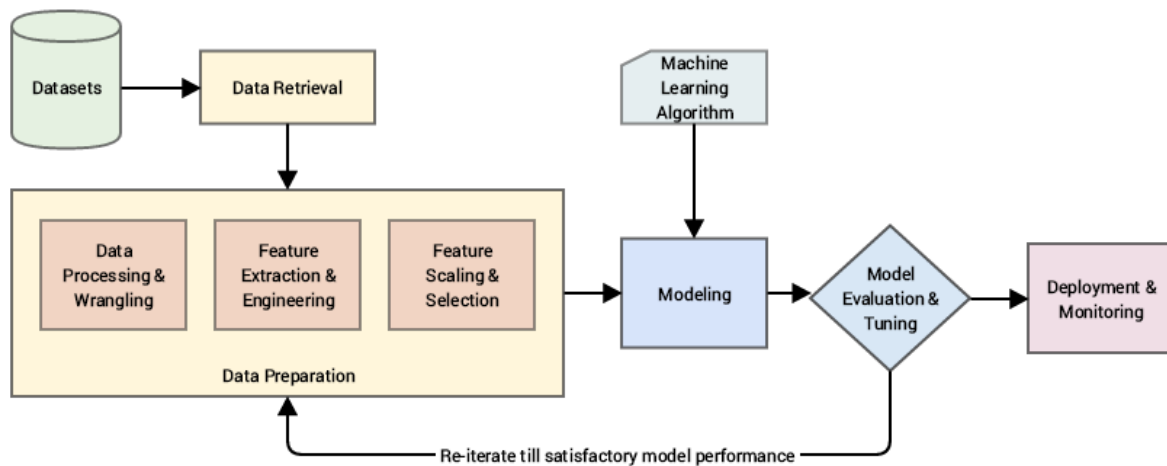 Datasets
Data Retrieval
Machine
Learning
Algorithm
Data
Processing &
Wrangling
Feature
Extraction &
Engineering
Feature
Scaling &
Selection
Data Preparation
Modeling
Model
Evaluation &
Tuning
Deployment &
Monitoring
Re-iterate till satisfactory model performance